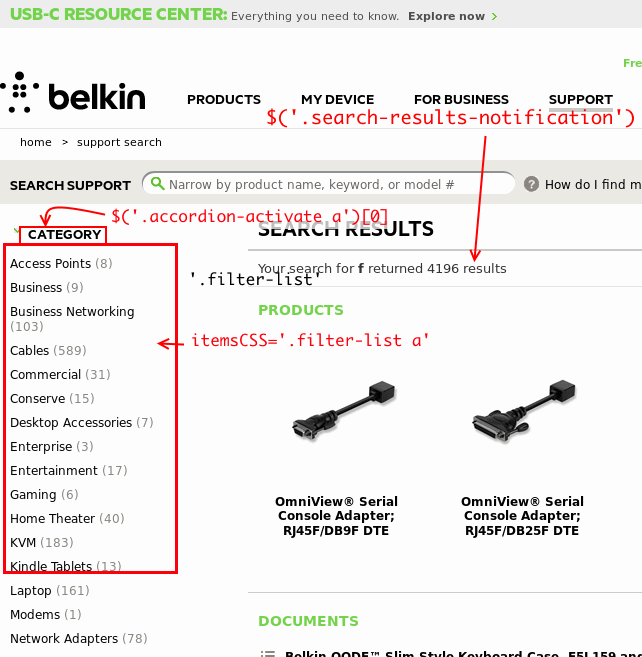 USB-C RESOURCE CENTER: Everything you need to know. Explore now >
Fre
belkin
PRODUCTS MY DEVICE FOR BUSINESS SUPPORT
$('.search-results-notification')
home > support search
SEARCH SUPPORT Narrow by product name, keyword, or model # ? How do I find m
$('.accordion-activate a')[0]
CATEGORY
SEARCH RESULTS
Your search for f returned 4196 results
'.filter-list'
Access Points (8)
Business (9)
Business Networking
(103)
Cables (589)
Commercial (31)
Conserve (15)
Desktop Accessories (7)
Enterprise (3)
Entertainment (17)
Gaming (6)
Home Theater (40)
KVM (183)
Kindle Tablets (13)
Laptop (161)
Modems (1)
Network Adapters (78)
PRODUCTS
itemsCSS='.filter-list a'
OmniView® Serial
Console Adapter;
RJ45F/DB9F DTE
OmniView® Serial
Console Adapter;
RJ45F/DB25F DTE
DOCUMENTS
Belkin QODE™ Slim Style Keyboard Case, F5L159 and